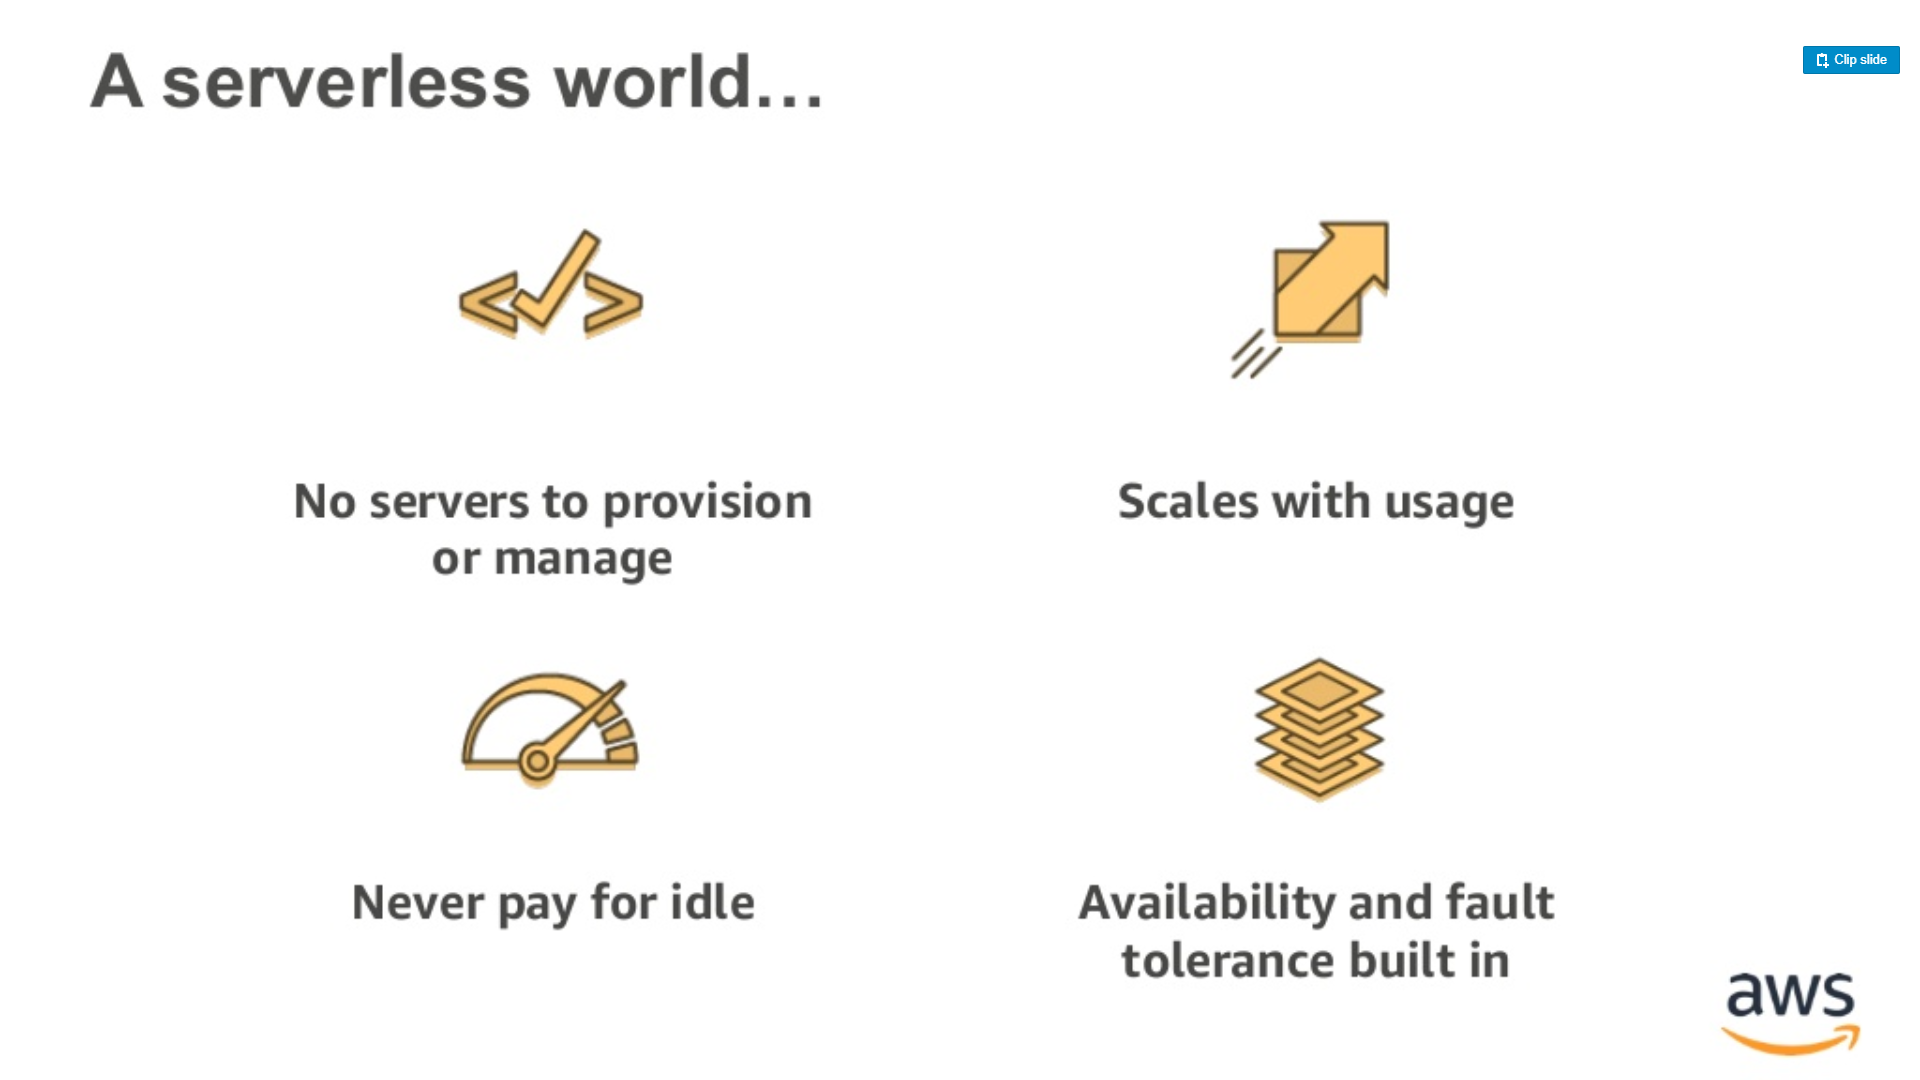 A serverless world...
Clip slide
No servers to provision
or manage
Scales with usage
Never pay for idle
Availability and fault
tolerance built in
aws